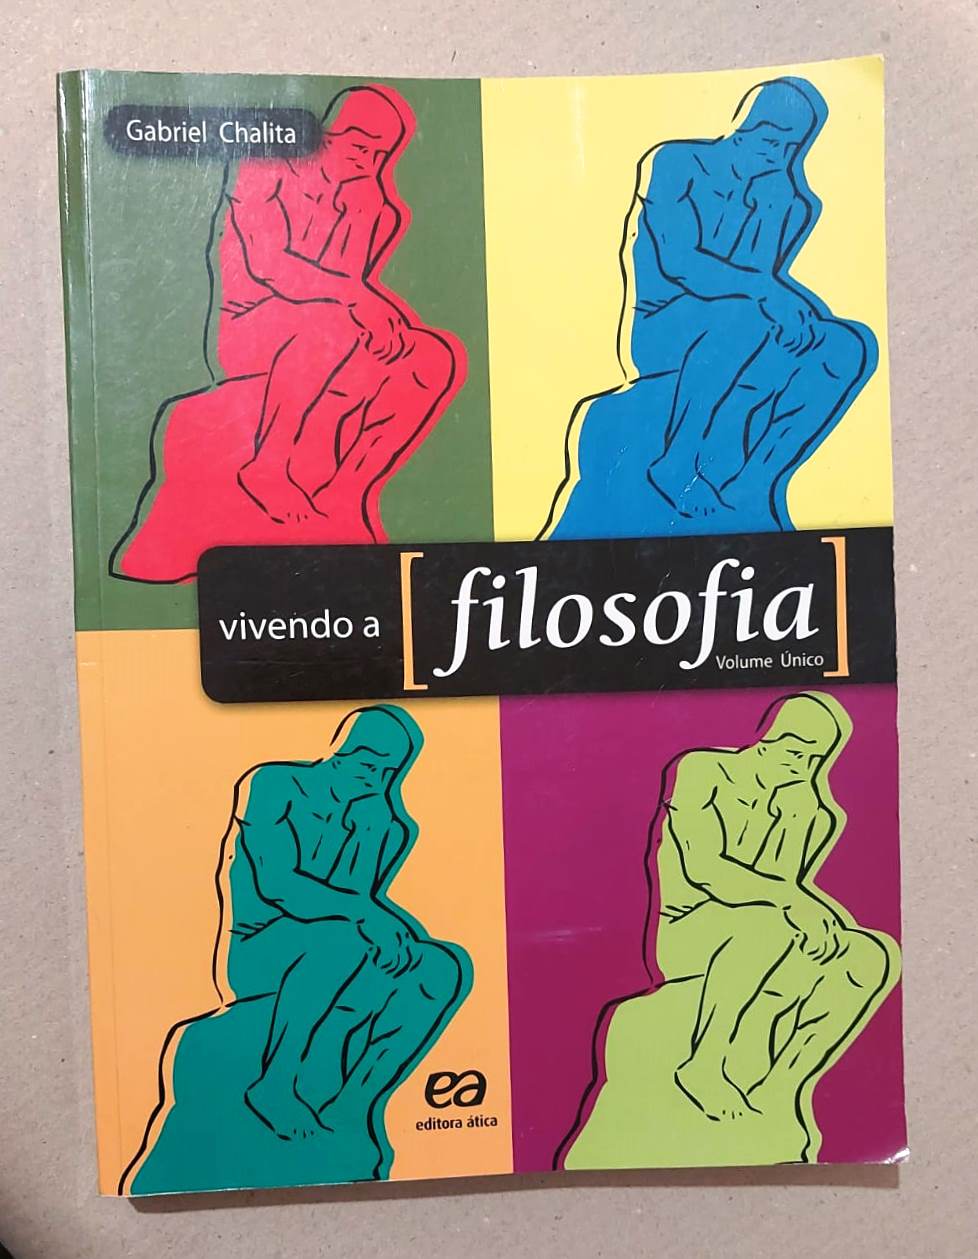 Gabriel Chalita
vivendo a [filosofia]
Volume Único
ea
editora ática